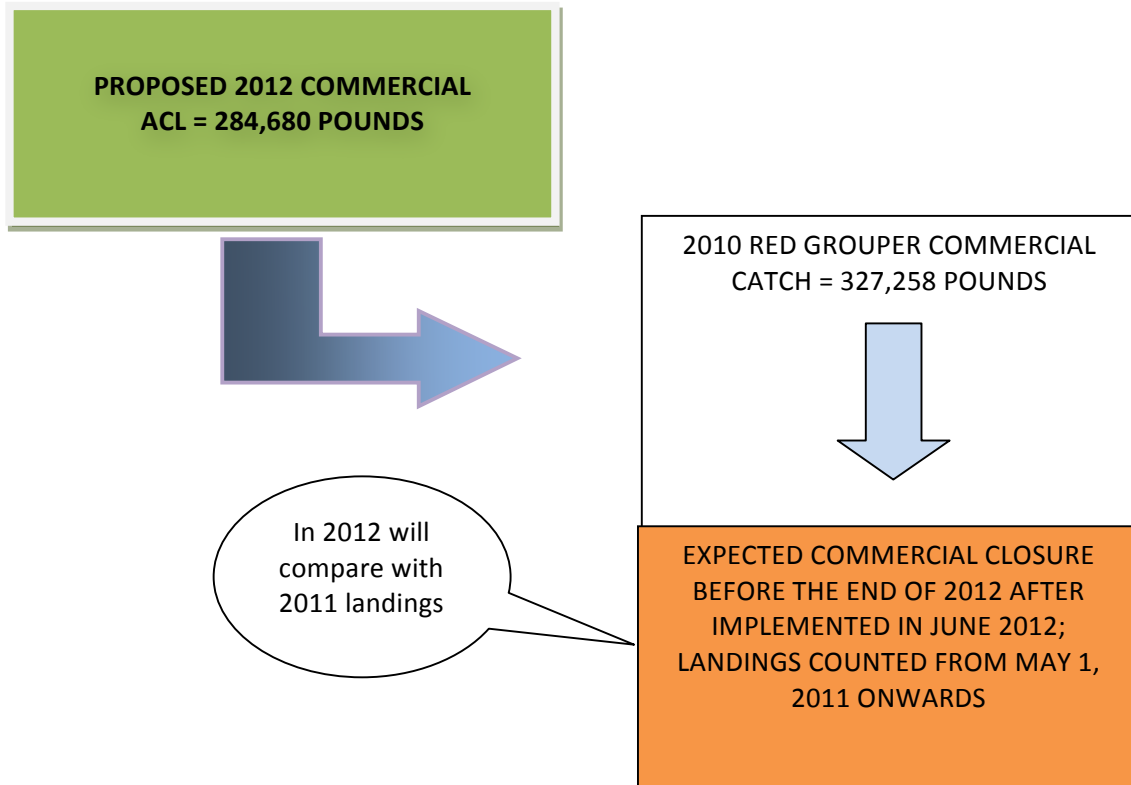 PROPOSED 2012 COMMERCIAL
ACL = 284,680 POUNDS
2010 RED GROUPER COMMERCIAL
CATCH = 327,258 POUNDS
In 2012 will
compare with
2011 landings
EXPECTED COMMERCIAL CLOSURE
BEFORE THE END OF 2012 AFTER
IMPLEMENTED IN JUNE 2012;
LANDINGS COUNTED FROM MAY 1,
2011 ONWARDS